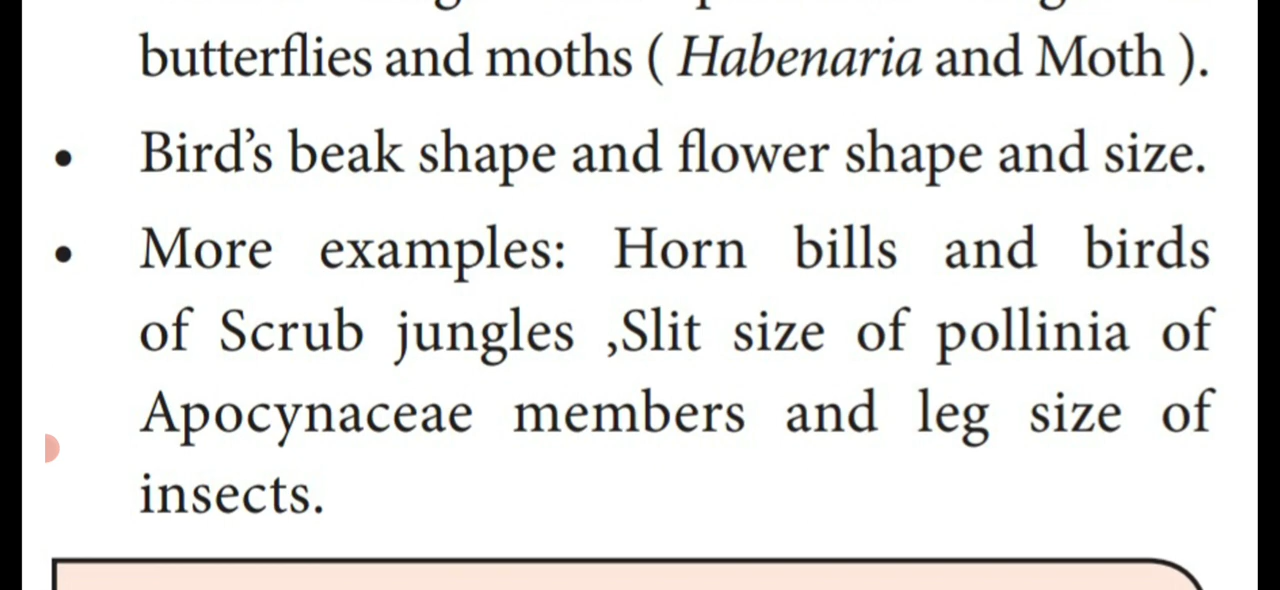 butterflies and moths ( Habenaria and Moth ).
• Bird’s beak shape and flower shape and size.
• More examples: Horn bills and birds
of Scrub jungles ,Slit size of pollinia of
Apocynaceae members and leg size of
insects.